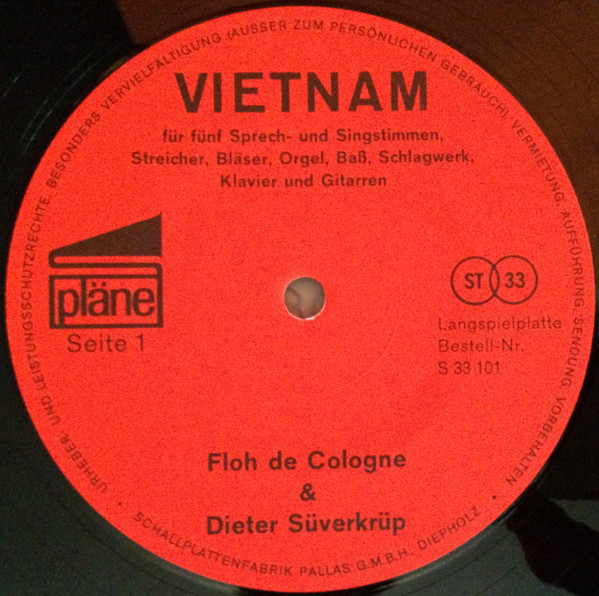 VIETNAM
für fünf Sprech- und Singstimmen,
Streicher, Bläser, Orgel, Baß, Schlagwerk,
Klavier und Gitarren
pläne
Seite 1
ST 33
Langspielplatte
Bestell-Nr.
S 33 101
Floh de Cologne
&
Dieter Süverkrüp
URHEBER- UND LEISTUNGSSCHUTZRECHTE, BESONDERS VERVIELFÄLTIGUNG (AUSSER ZUM PERSÖNLICHEN GEBRAUCH), VERMIETUNG, AUFFÜHRUNG, SENDUNG, VORBEHALTEN
• SCHALLPLATTENFABRIK PALLAS G.M.B.H. DIEPHOLZ •